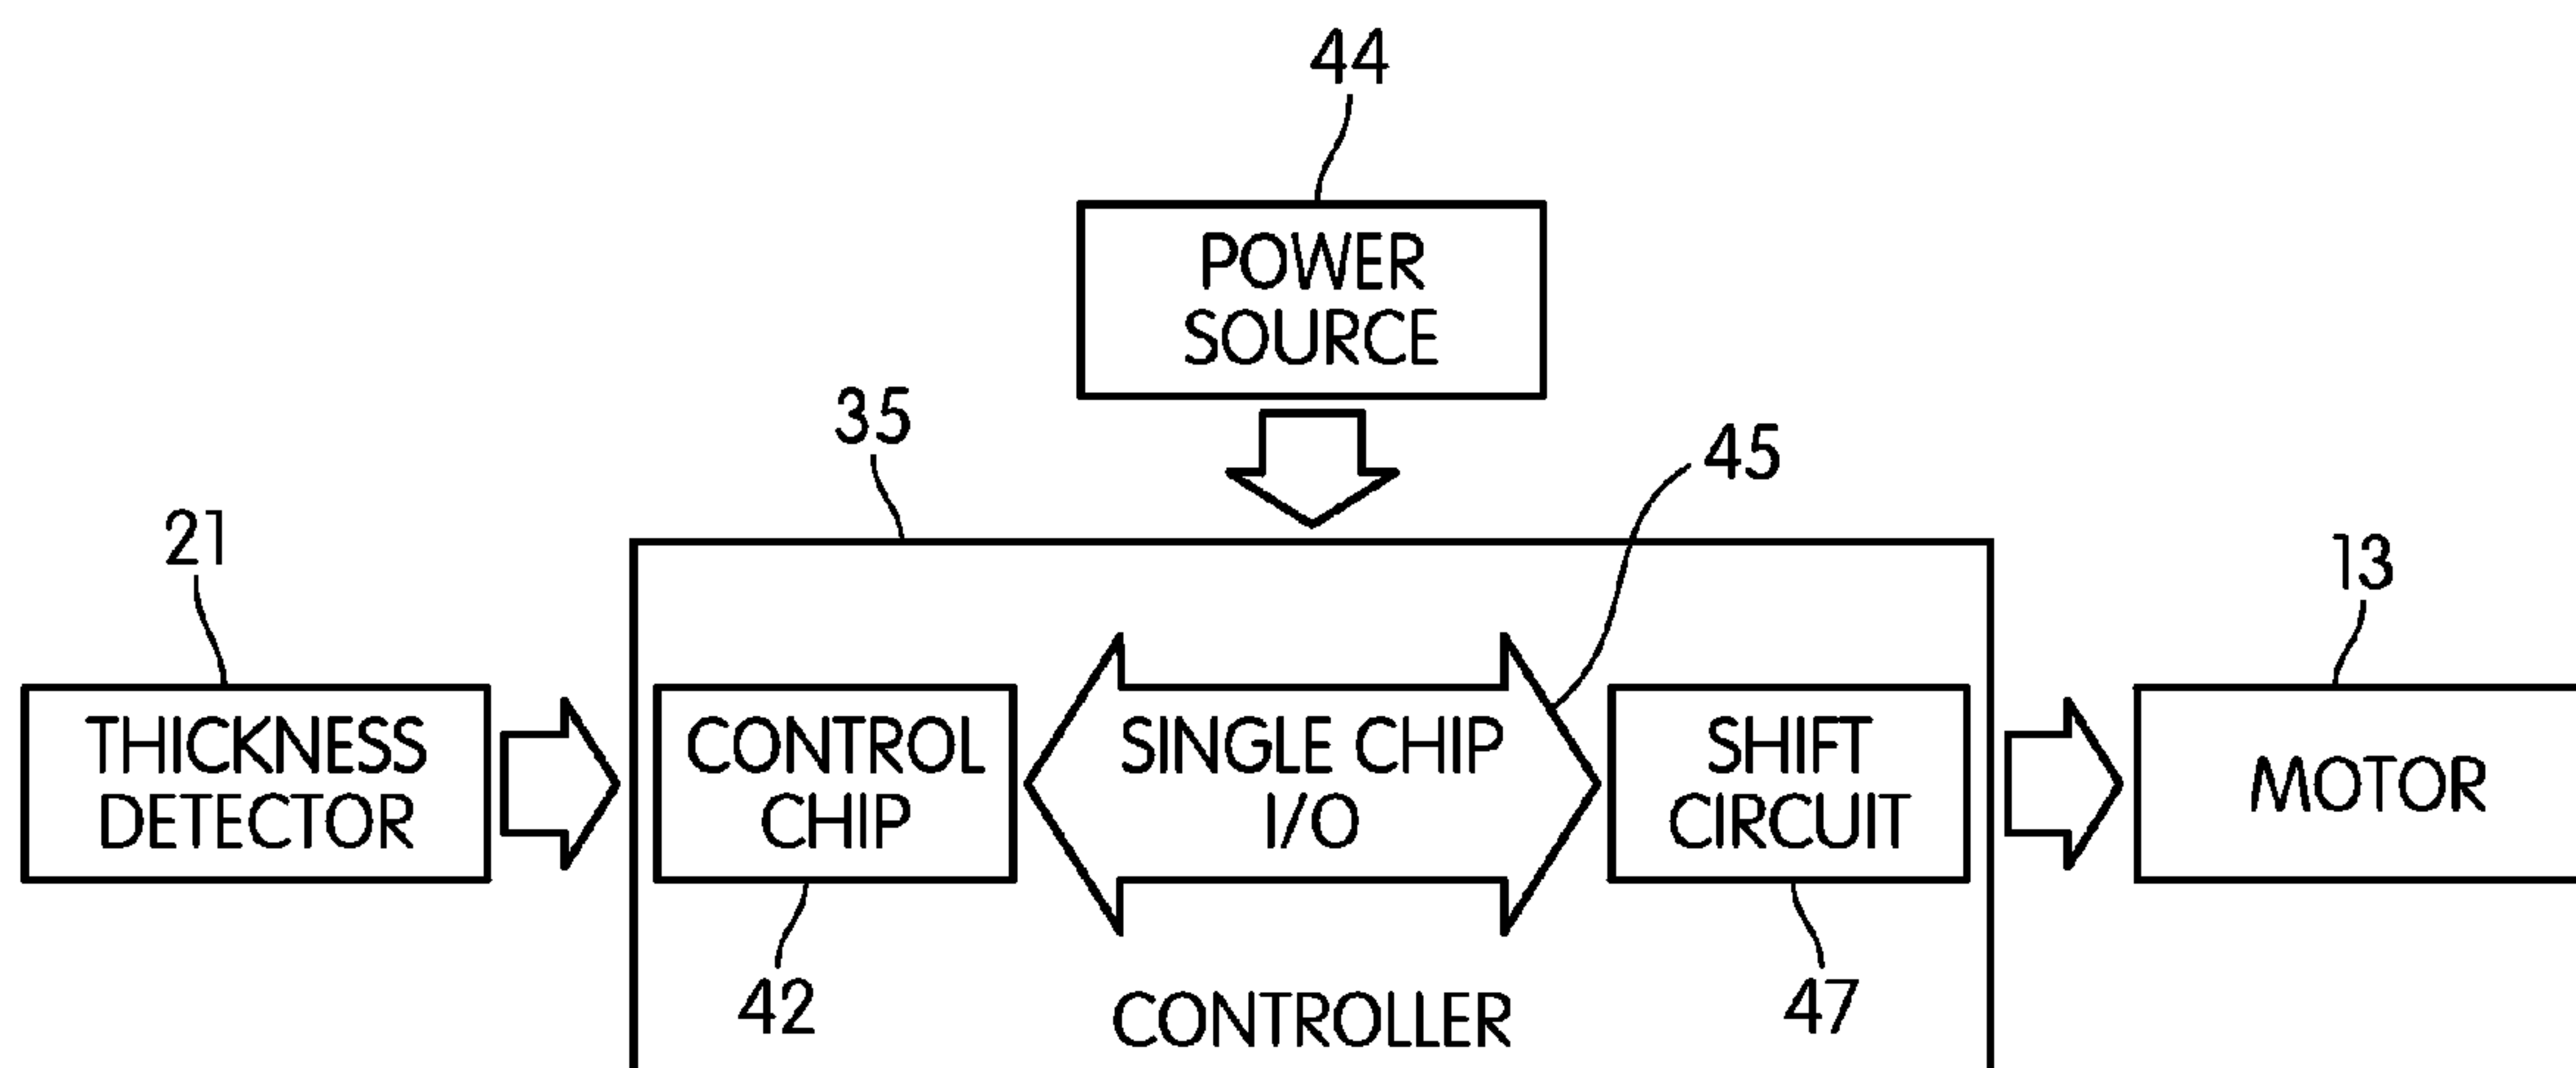 44
POWER
SOURCE
35
45
21
13
THICKNESS
DETECTOR
CONTROL
CHIP
SINGLE CHIP
I/O
SHIFT
CIRCUIT
MOTOR
42
47
CONTROLLER